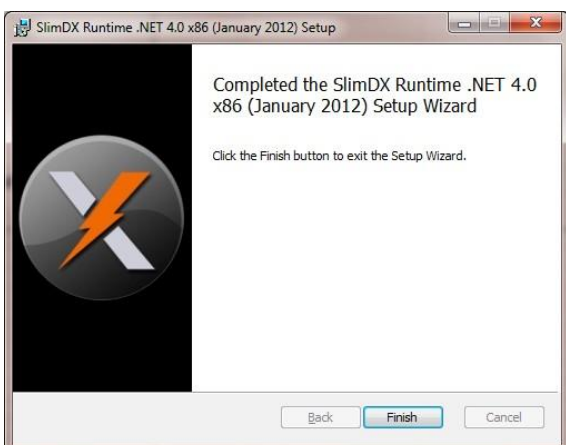 SlimDX Runtime .NET 4.0 x86 (January 2012) Setup
Completed the SlimDX Runtime .NET 4.0
x86 (January 2012) Setup Wizard
Click the Finish button to exit the Setup Wizard.
Back Finish Cancel